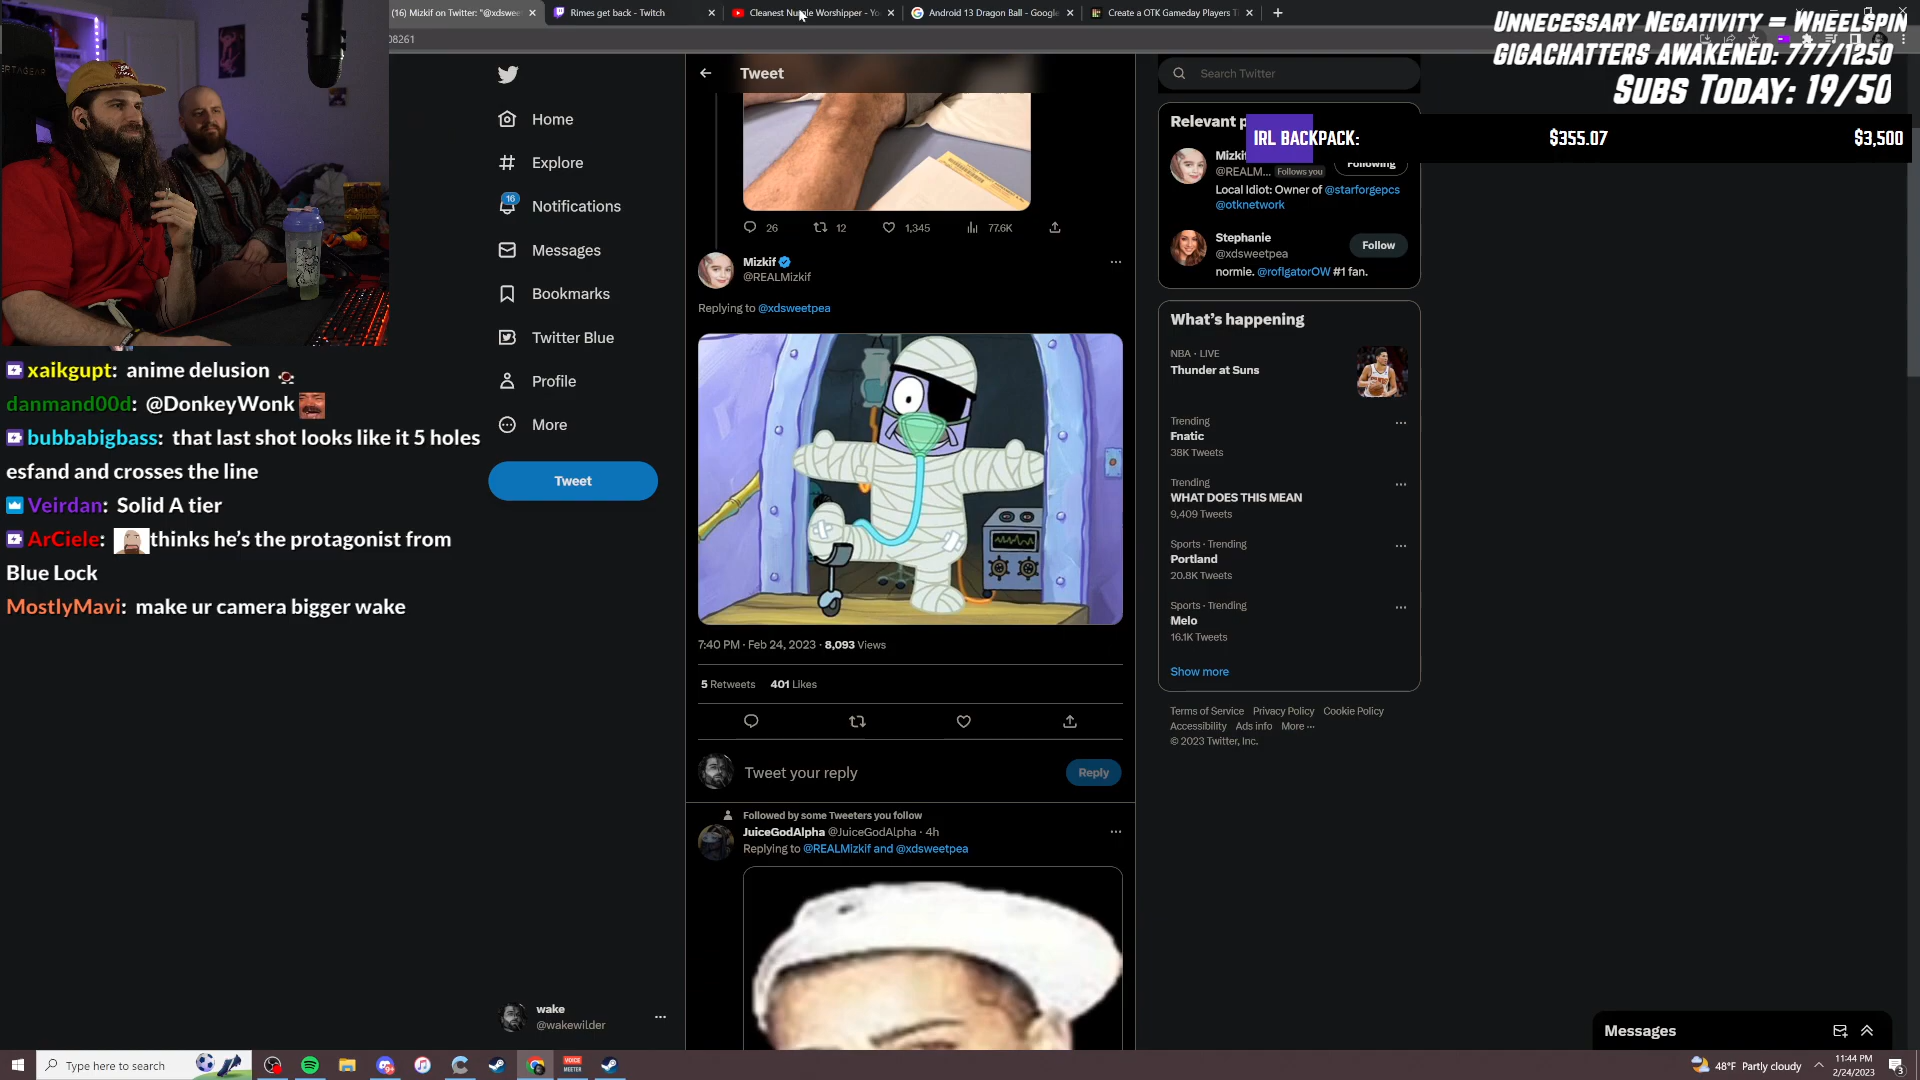 (16) Mizkif on Twitter: "@xdswee
Rimes get back - Twitch
Cleanest Nu le Worshipper - Yo
Android 13 Dragon Ball - Google
Create a OTK Gameday Players T
08261
Unnecessary Negativity = Wheelspin
GIGACHATTERS AWAKENED: 777/1250
Subs Today: 19/50
IRL BACKPACK:
$355.07
$3,500
Tweet
Search Twitter
Home
Explore
16
Notifications
Messages
Bookmarks
Twitter Blue
Profile
More
Tweet
26
12
1,345
77.6K
Mizkif
@REALMizkif
Replying to @xdsweetpea
7:40 PM · Feb 24, 2023 · 8,093 Views
5 Retweets 401 Likes
Tweet your reply
Reply
Followed by some Tweeters you follow
JuiceGodAlpha @JuiceGodAlpha · 4h
Replying to @REALMizkif and @xdsweetpea
Relevant p
Mizki
@REALM... Follows you
Following
Local Idiot: Owner of @starforgepcs
@otknetwork
Stephanie
@xdsweetpea
Follow
normie. @roflgatorOW #1 fan.
What's happening
NBA · LIVE
Thunder at Suns
Trending
Fnatic
38K Tweets
Trending
WHAT DOES THIS MEAN
9,409 Tweets
Sports · Trending
Portland
20.8K Tweets
Sports · Trending
Melo
16.1K Tweets
Show more
Terms of Service Privacy Policy Cookie Policy
Accessibility Ads info More ···
© 2023 Twitter, Inc.
xaikgupt: anime delusion
danmand00d: @DonkeyWonk
bubbabigbass: that last shot looks like it 5 holes
esfand and crosses the line
Veirdan: Solid A tier
ArCiele: thinks he's the protagonist from
Blue Lock
MostlyMavi: make ur camera bigger wake
wake
@wakewilder
Messages
Type here to search
VOICE
MEETER
48°F Partly cloudy
11:44 PM
2/24/2023
3